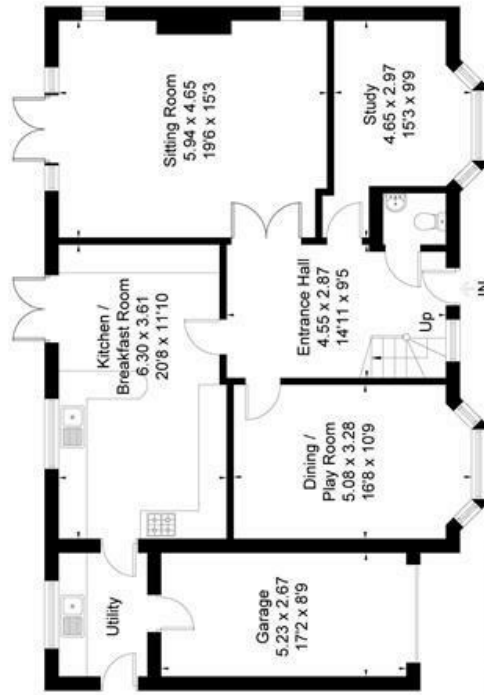 Sitting Room
5.94 x 4.65
19'6 x 15'3
Study
4.65 x 2.97
15'3 x 9'9
Kitchen /
Breakfast Room
6.30 x 3.61
20'8 x 11'10
Entrance Hall
4.55 x 2.87
14'11 x 9'5
Up
IN
Dining /
Play Room
5.08 x 3.28
16'8 x 10'9
Utility
Garage
5.23 x 2.67
17'2 x 8'9